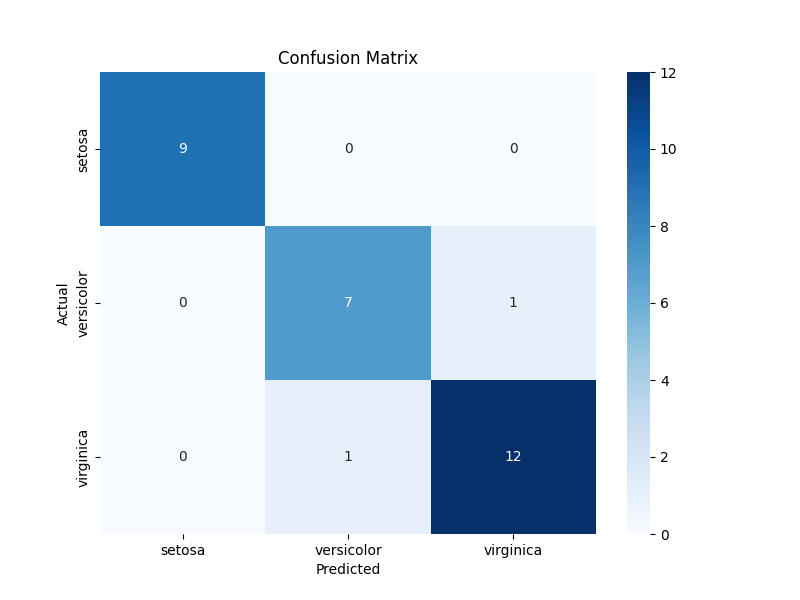 Confusion Matrix
Actual
setosa
9 0 0
versicolor
0 7 1
virginica
0 1 12
setosa versicolor virginica
Predicted
12
10
8
6
4
2
0